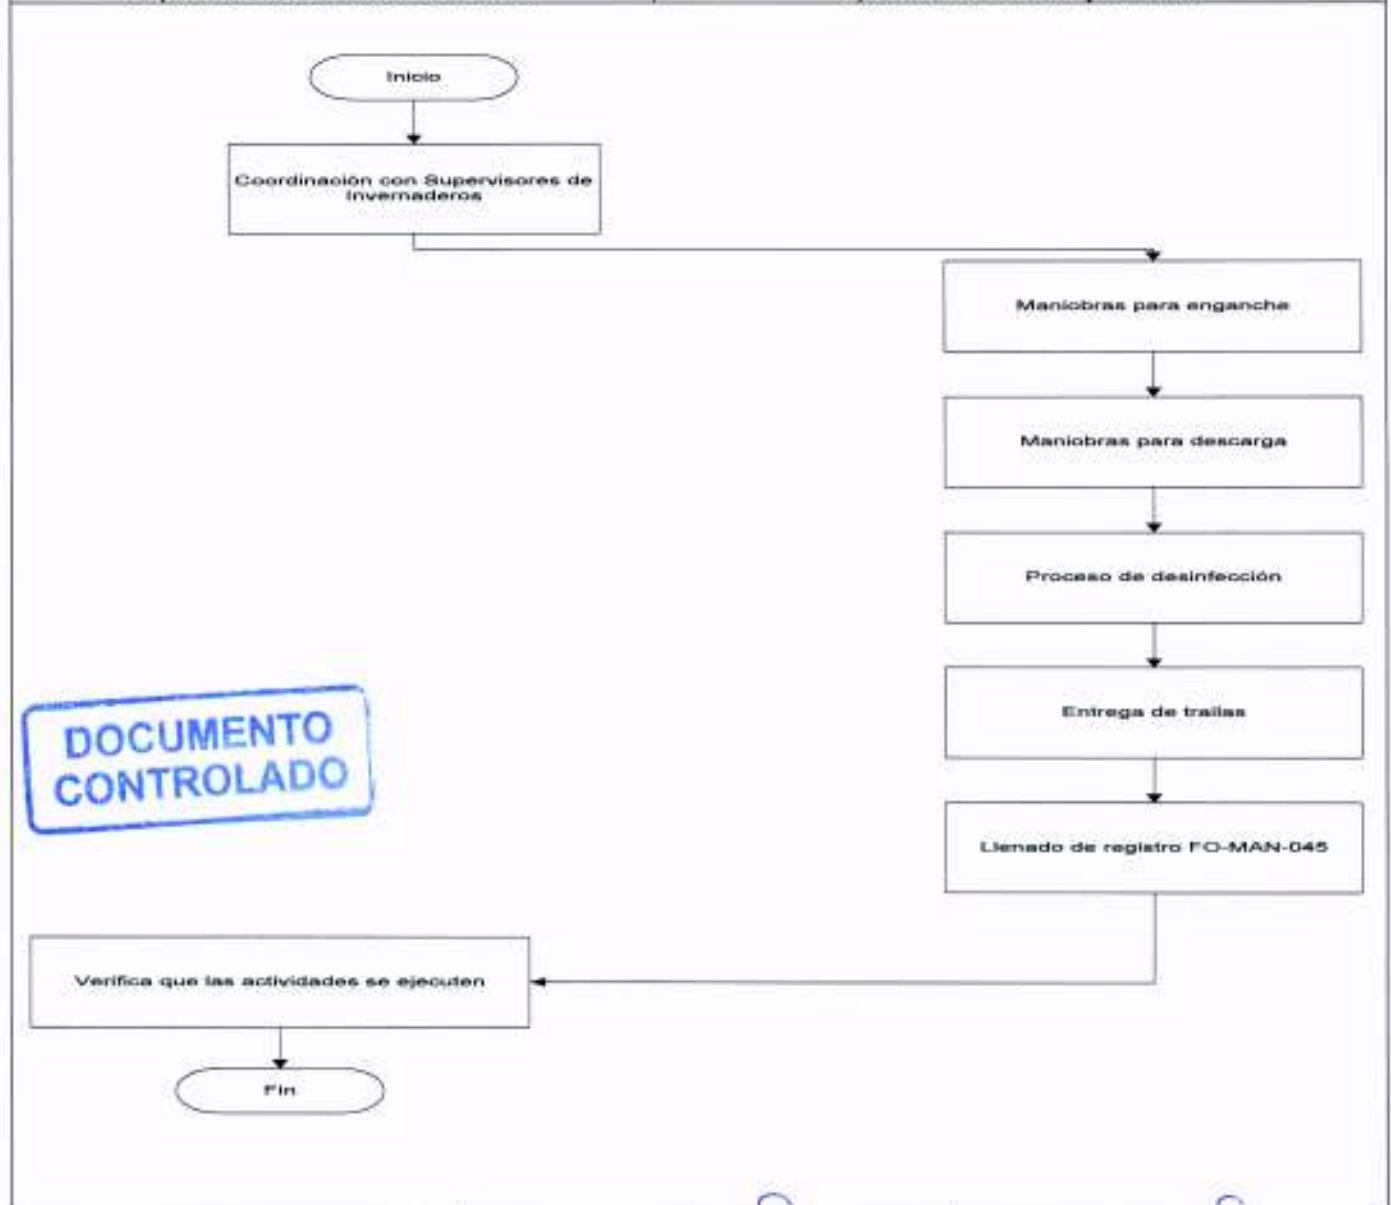 Inicio
Coordinación con Supervisores de
Invernaderos
Maniobras para enganche
Maniobras para descarga
Proceso de desinfección
Entrega de trailas
Llenado de registro FO-MAN-045
DOCUMENTO
CONTROLADO
Verifica que las actividades se ejecuten
Fin